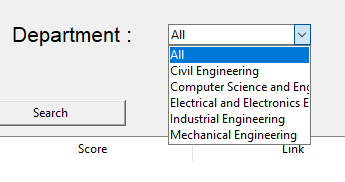 Department :
All
All
Civil Engineering
Computer Science and Eng
Electrical and Electronics E
Industrial Engineering
Mechanical Engineering
Search
Score
Link